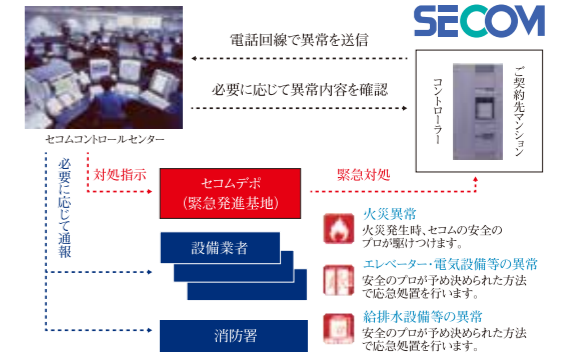 SECOM
電話回線で異常を送信
必要に応じて異常内容を確認
ご契約先マンション
コントローラー
セコムコントロールセンター
必要に応じて通報
対処指示
セコムデポ
(緊急発進基地)
緊急対処
設備業者
消防署
火災異常
火災発生時、セコムの安全の
プロが駆けつけます。
エレベーター・電気設備等の異常
安全のプロが予め決められた方法
で応急処置を行います。
給排水設備等の異常
安全のプロが予め決められた方法
で応急処置を行います。